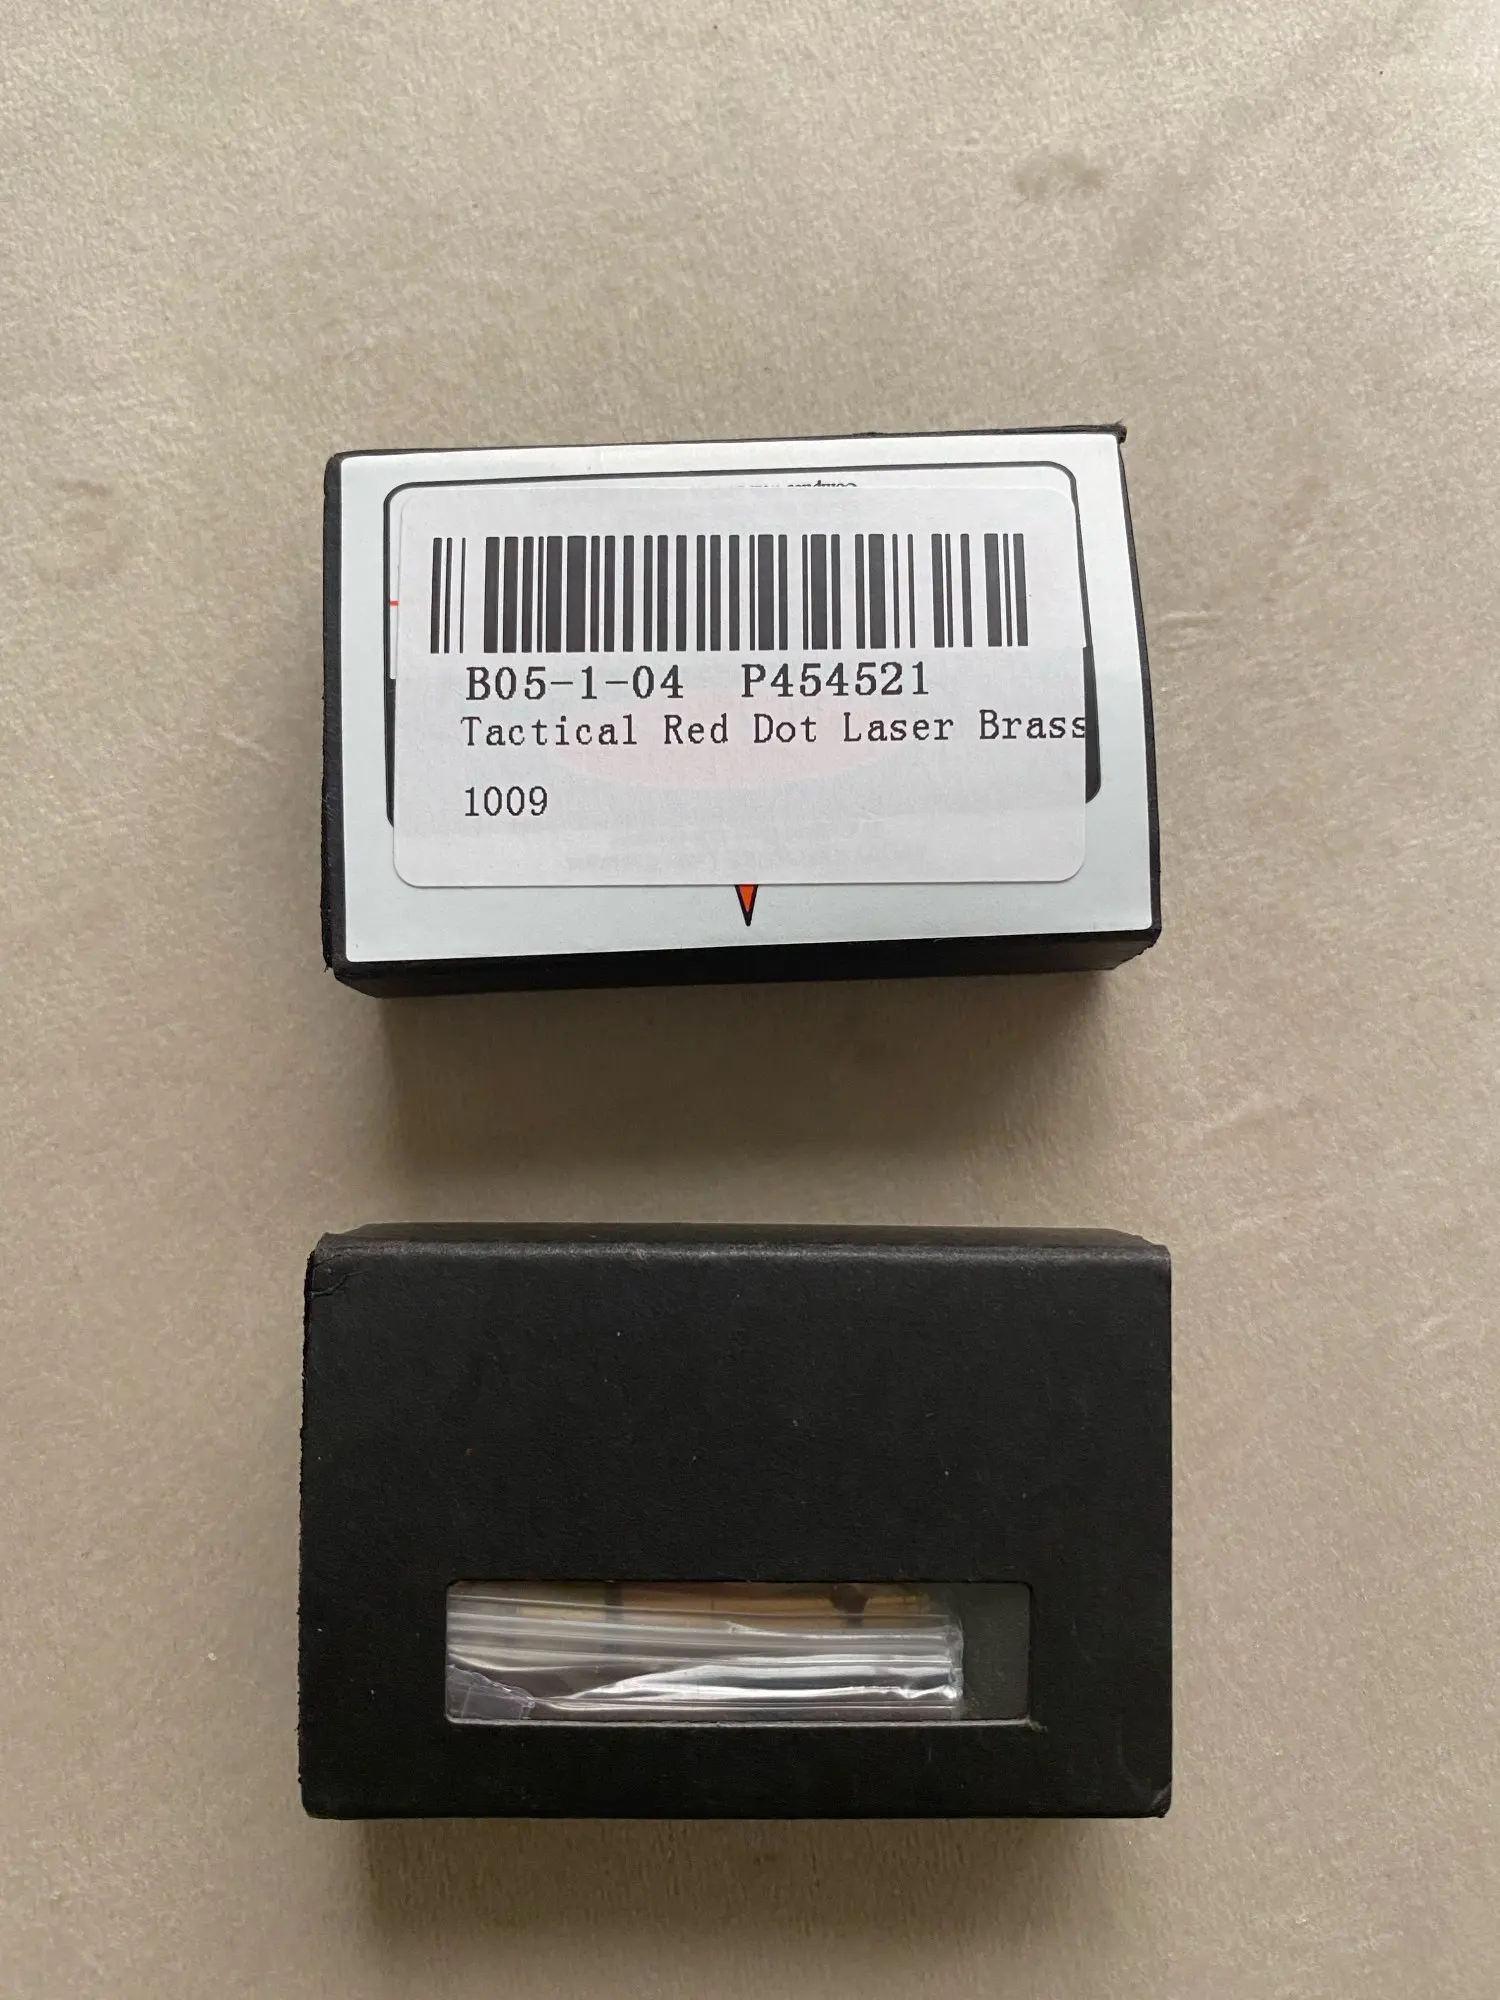 B05-1-04 P454521
Tactical Red Dot Laser Brass
1009